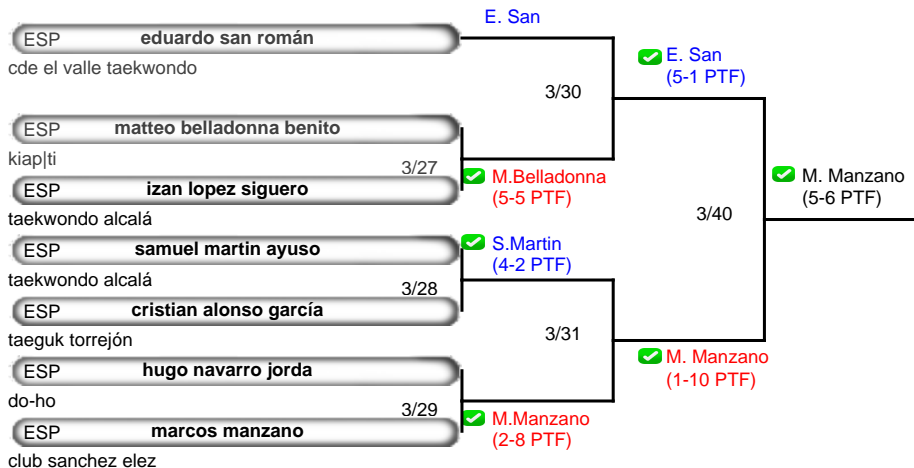 E. San
ESP eduardo san román
cde el valle taekwondo
E. San
(5-1 PTF)
3/30
ESP matteo belladonna benito
kiap|ti
3/27
M.Belladonna
(5-5 PTF)
ESP izan lopez siguero
taekwondo alcalá
M. Manzano
(5-6 PTF)
3/40
ESP samuel martin ayuso
S.Martin
(4-2 PTF)
taekwondo alcalá
3/28
ESP cristian alonso garcía
taeguk torrejón
3/31
ESP hugo navarro jorda
M. Manzano
(1-10 PTF)
do-ho
3/29
M.Manzano
(2-8 PTF)
ESP marcos manzano
club sanchez elez